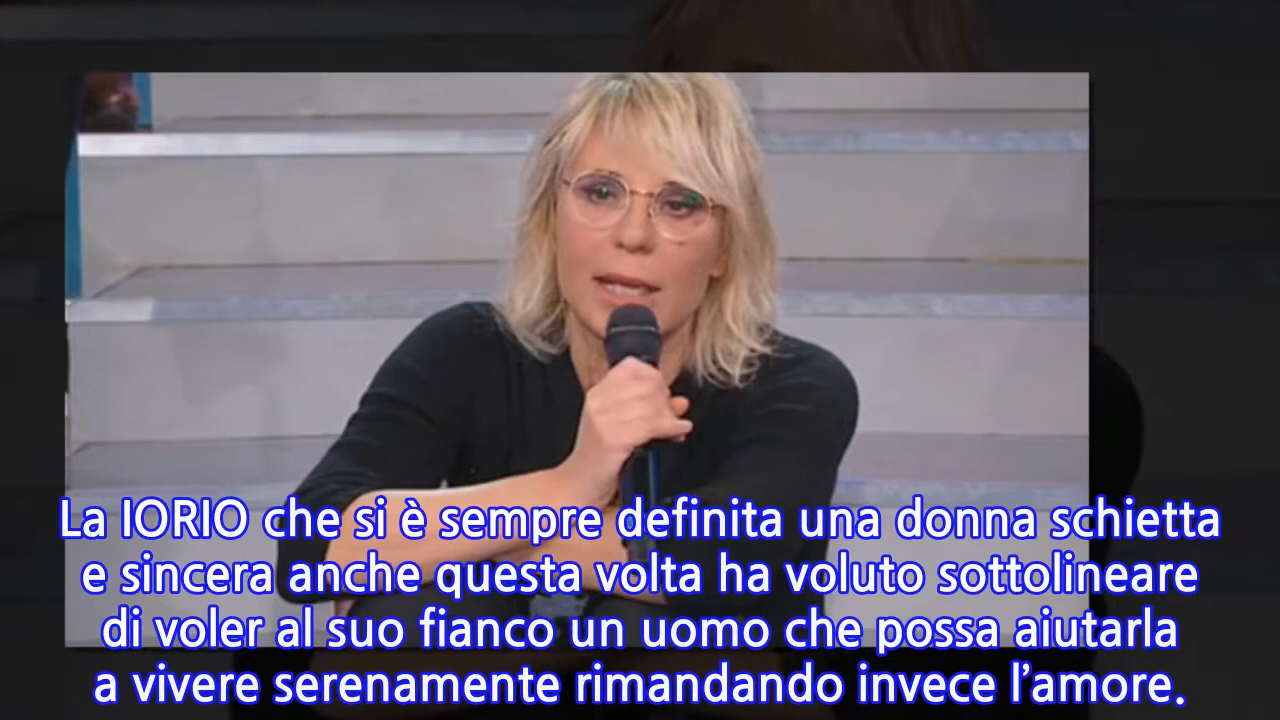 La IORIO che si è sempre definita una donna schietta
e sincera anche questa volta ha voluto sottolineare
di voler al suo fianco un uomo che possa aiutarla
a vivere serenamente rimandando invece l'amore.